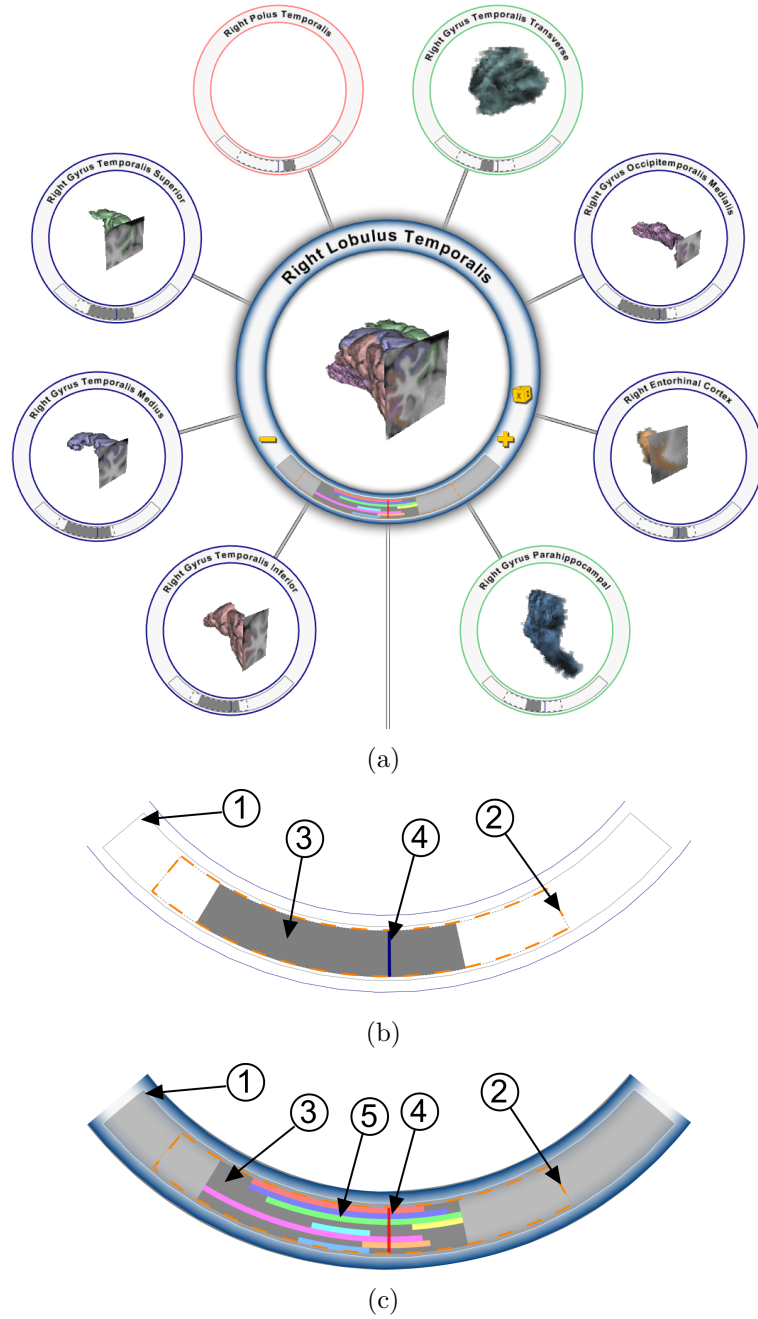 Right Polus Temporalis
Right Gyrus Temporalis Transverse
Right Gyrus Temporalis Superior
Right Gyrus Occipitotemporalis Medialis
Right Lobulus Temporalis
Right Gyrus Temporalis Medius
Right Entorhinal Cortex
X
Right Gyrus Temporalis Inferior
Right Gyrus Parahippocampal
(a)
1
3
4
2
(b)
1
3
5
4
2
(c)